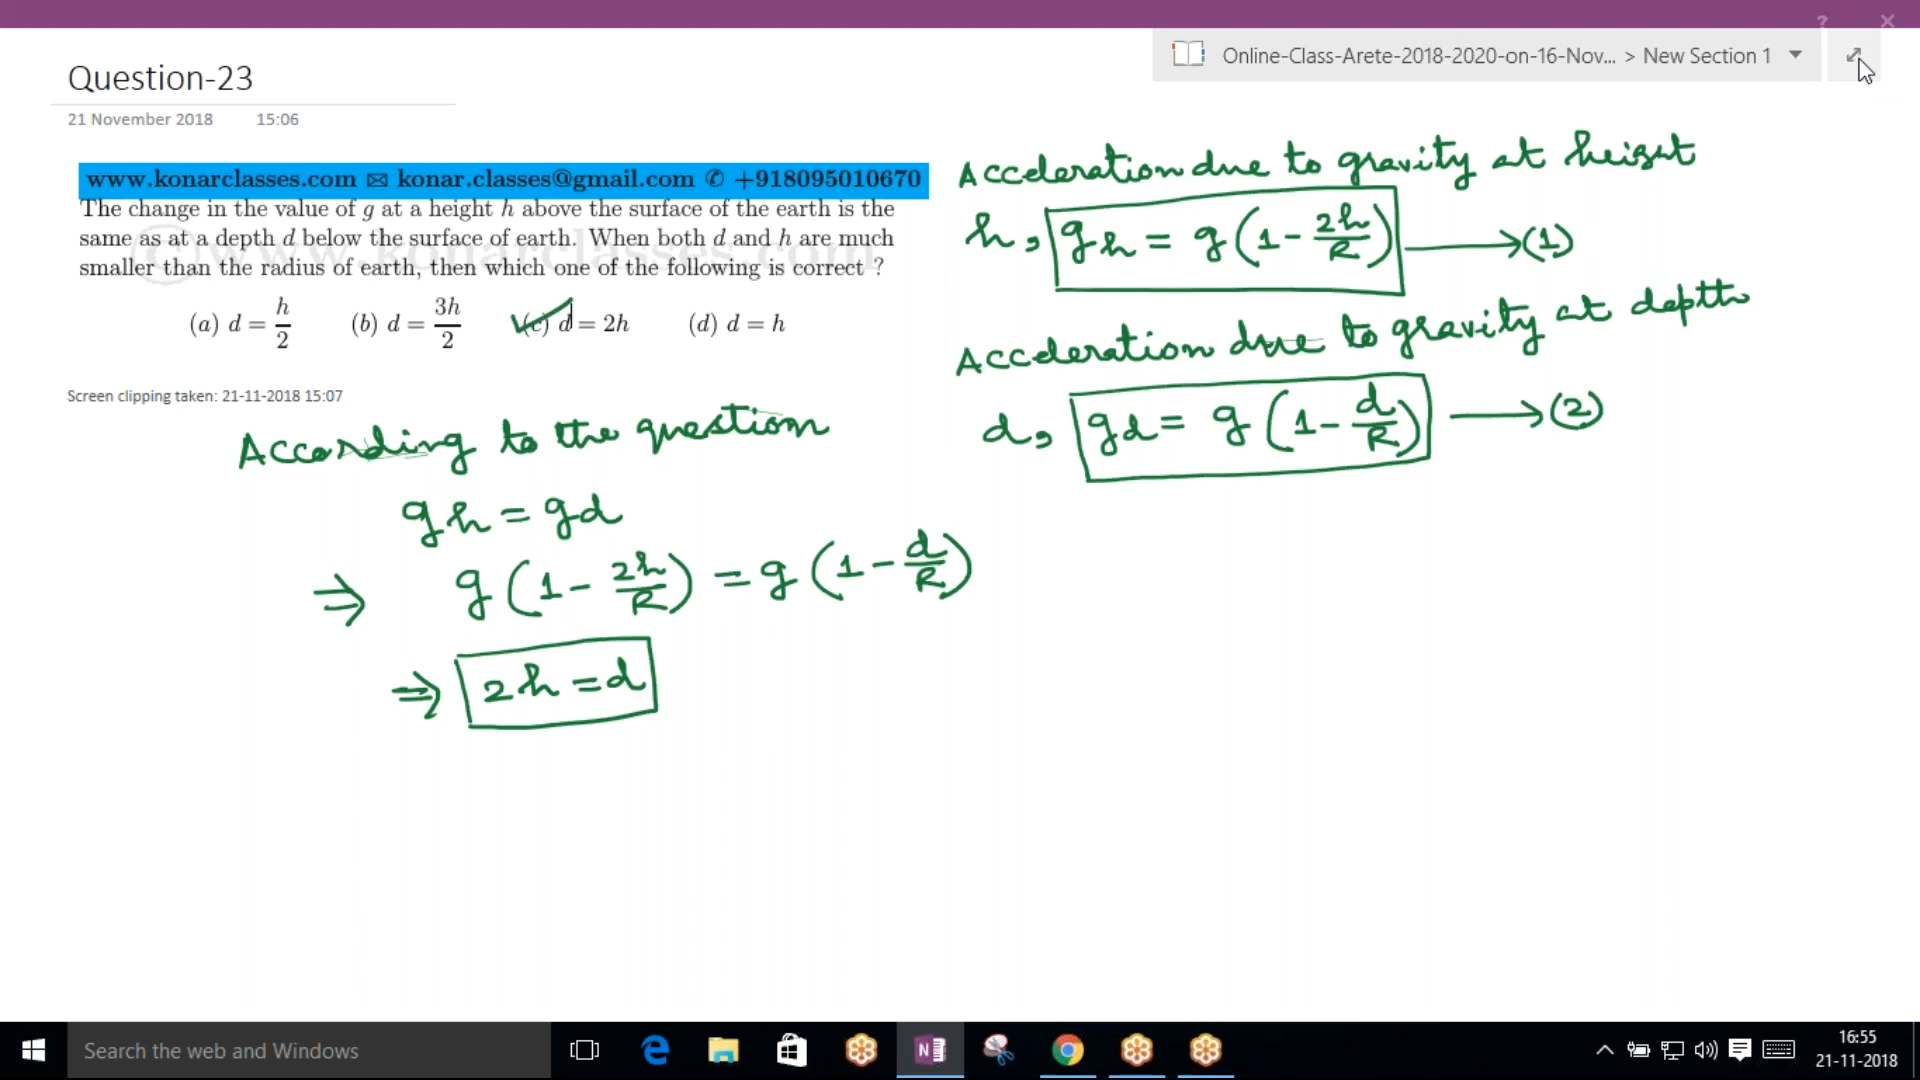 Online-Class-Arete-2018-2020-on-16-Nov... > New Section 1
Question-23
21 November 2018 15:06
www.konarclasses.com ✉ konar.classes@gmail.com ✆ +918095010670
The change in the value of g at a height h above the surface of the earth is the
same as at a depth d below the surface of earth. When both d and h are much
smaller than the radius of earth, then which one of the following is correct ?
(a) d = h/2 (b) d = 3h/2 (c) d = 2h (d) d = h
©www.konarclasses.com
Screen clipping taken: 21-11-2018 15:07
According to the question
gh = gd
⇒ g(1 - 2h/R) = g(1 - d/R)
⇒ 2h = d
Accleration due to gravity at height
h, gh = g(1 - 2h/R) → (1)
Accleration due to gravity at depth
d, gd = g(1 - d/R) → (2)
Search the web and Windows
16:55
21-11-2018